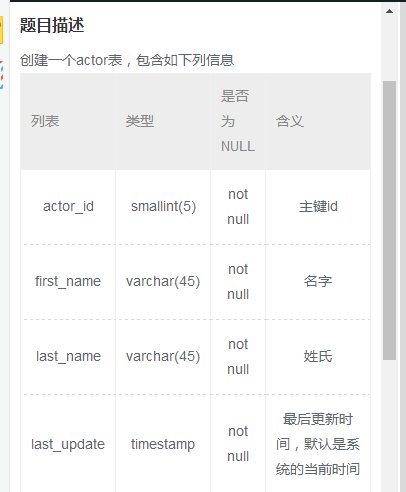 题目描述
创建一个actor表，包含如下列信息
列表 类型 是否为NULL 含义
actor_id smallint(5) not null 主键id
first_name varchar(45) not null 名字
last_name varchar(45) not null 姓氏
last_update timestamp not null 最后更新时间，默认是系统的当前时间